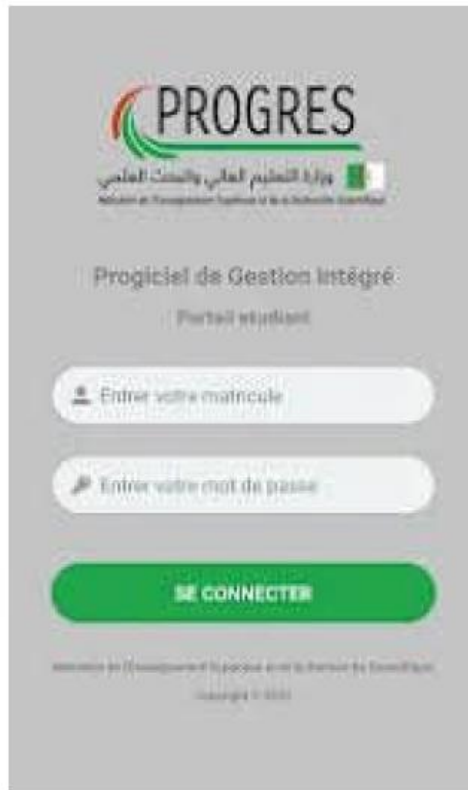 PROGRES
وزارة التعليم العالي والبحث العلمي
Progiciel de Gestion Intégré
Portail etudiant
Entrer votre matricule
Entrer votre mot de passe
SE CONNECTER
Copyright ©